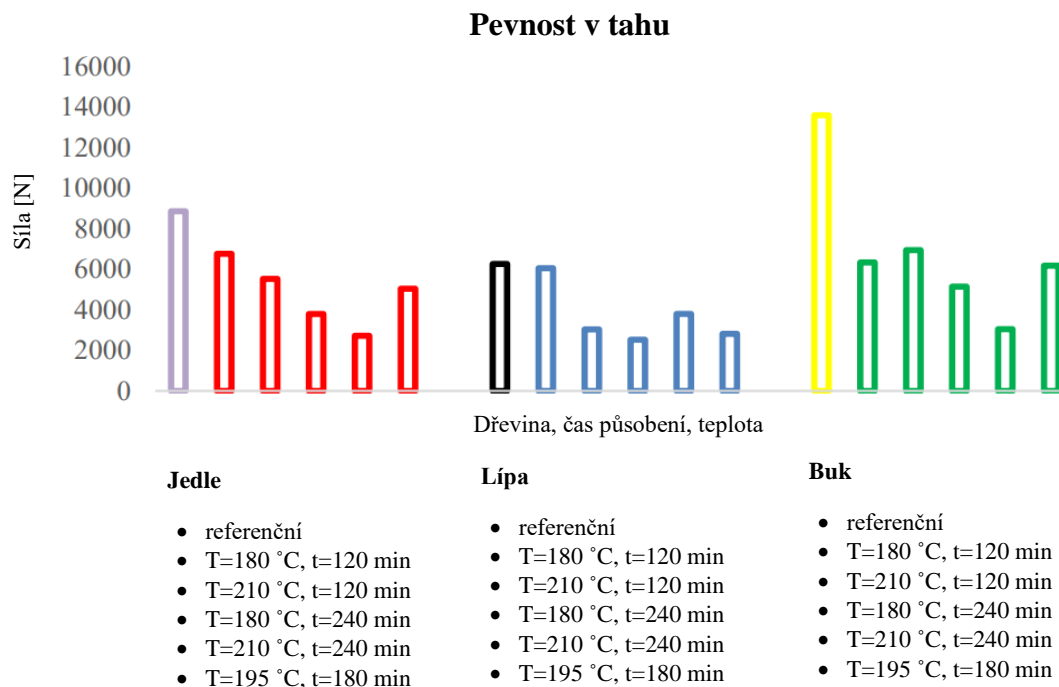 Pevnost v tahu
16000
14000
12000
10000
8000
6000
4000
2000
0
Síla [N]
Dřevina, čas působení, teplota
Jedle
• referenční
• T=180 ˚C, t=120 min
• T=210 ˚C, t=120 min
• T=180 ˚C, t=240 min
• T=210 ˚C, t=240 min
• T=195 ˚C, t=180 min
Lípa
• referenční
• T=180 ˚C, t=120 min
• T=210 ˚C, t=120 min
• T=180 ˚C, t=240 min
• T=210 ˚C, t=240 min
• T=195 ˚C, t=180 min
Buk
• referenční
• T=180 ˚C, t=120 min
• T=210 ˚C, t=120 min
• T=180 ˚C, t=240 min
• T=210 ˚C, t=240 min
• T=195 ˚C, t=180 min